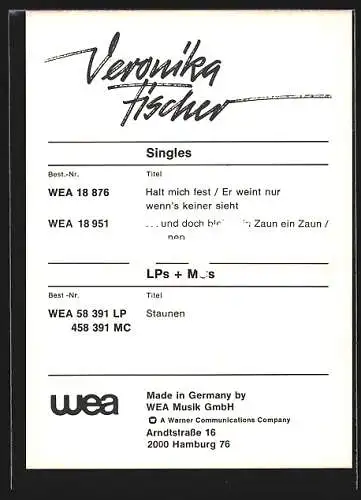 Veronika
Fischer
Singles
Best.-Nr. Titel
WEA 18 876 Halt mich fest / Er weint nur
wenn's keiner sieht
WEA 18 951 ... und doch Zaun ein Zaun /
LPs +
Best -Nr. Titel
WEA 58 391 LP Staunen
458 391 MC
wea
Made in Germany by
WEA Musik GmbH
A Warner Communications Company
Arndtstraße 16
2000 Hamburg 76